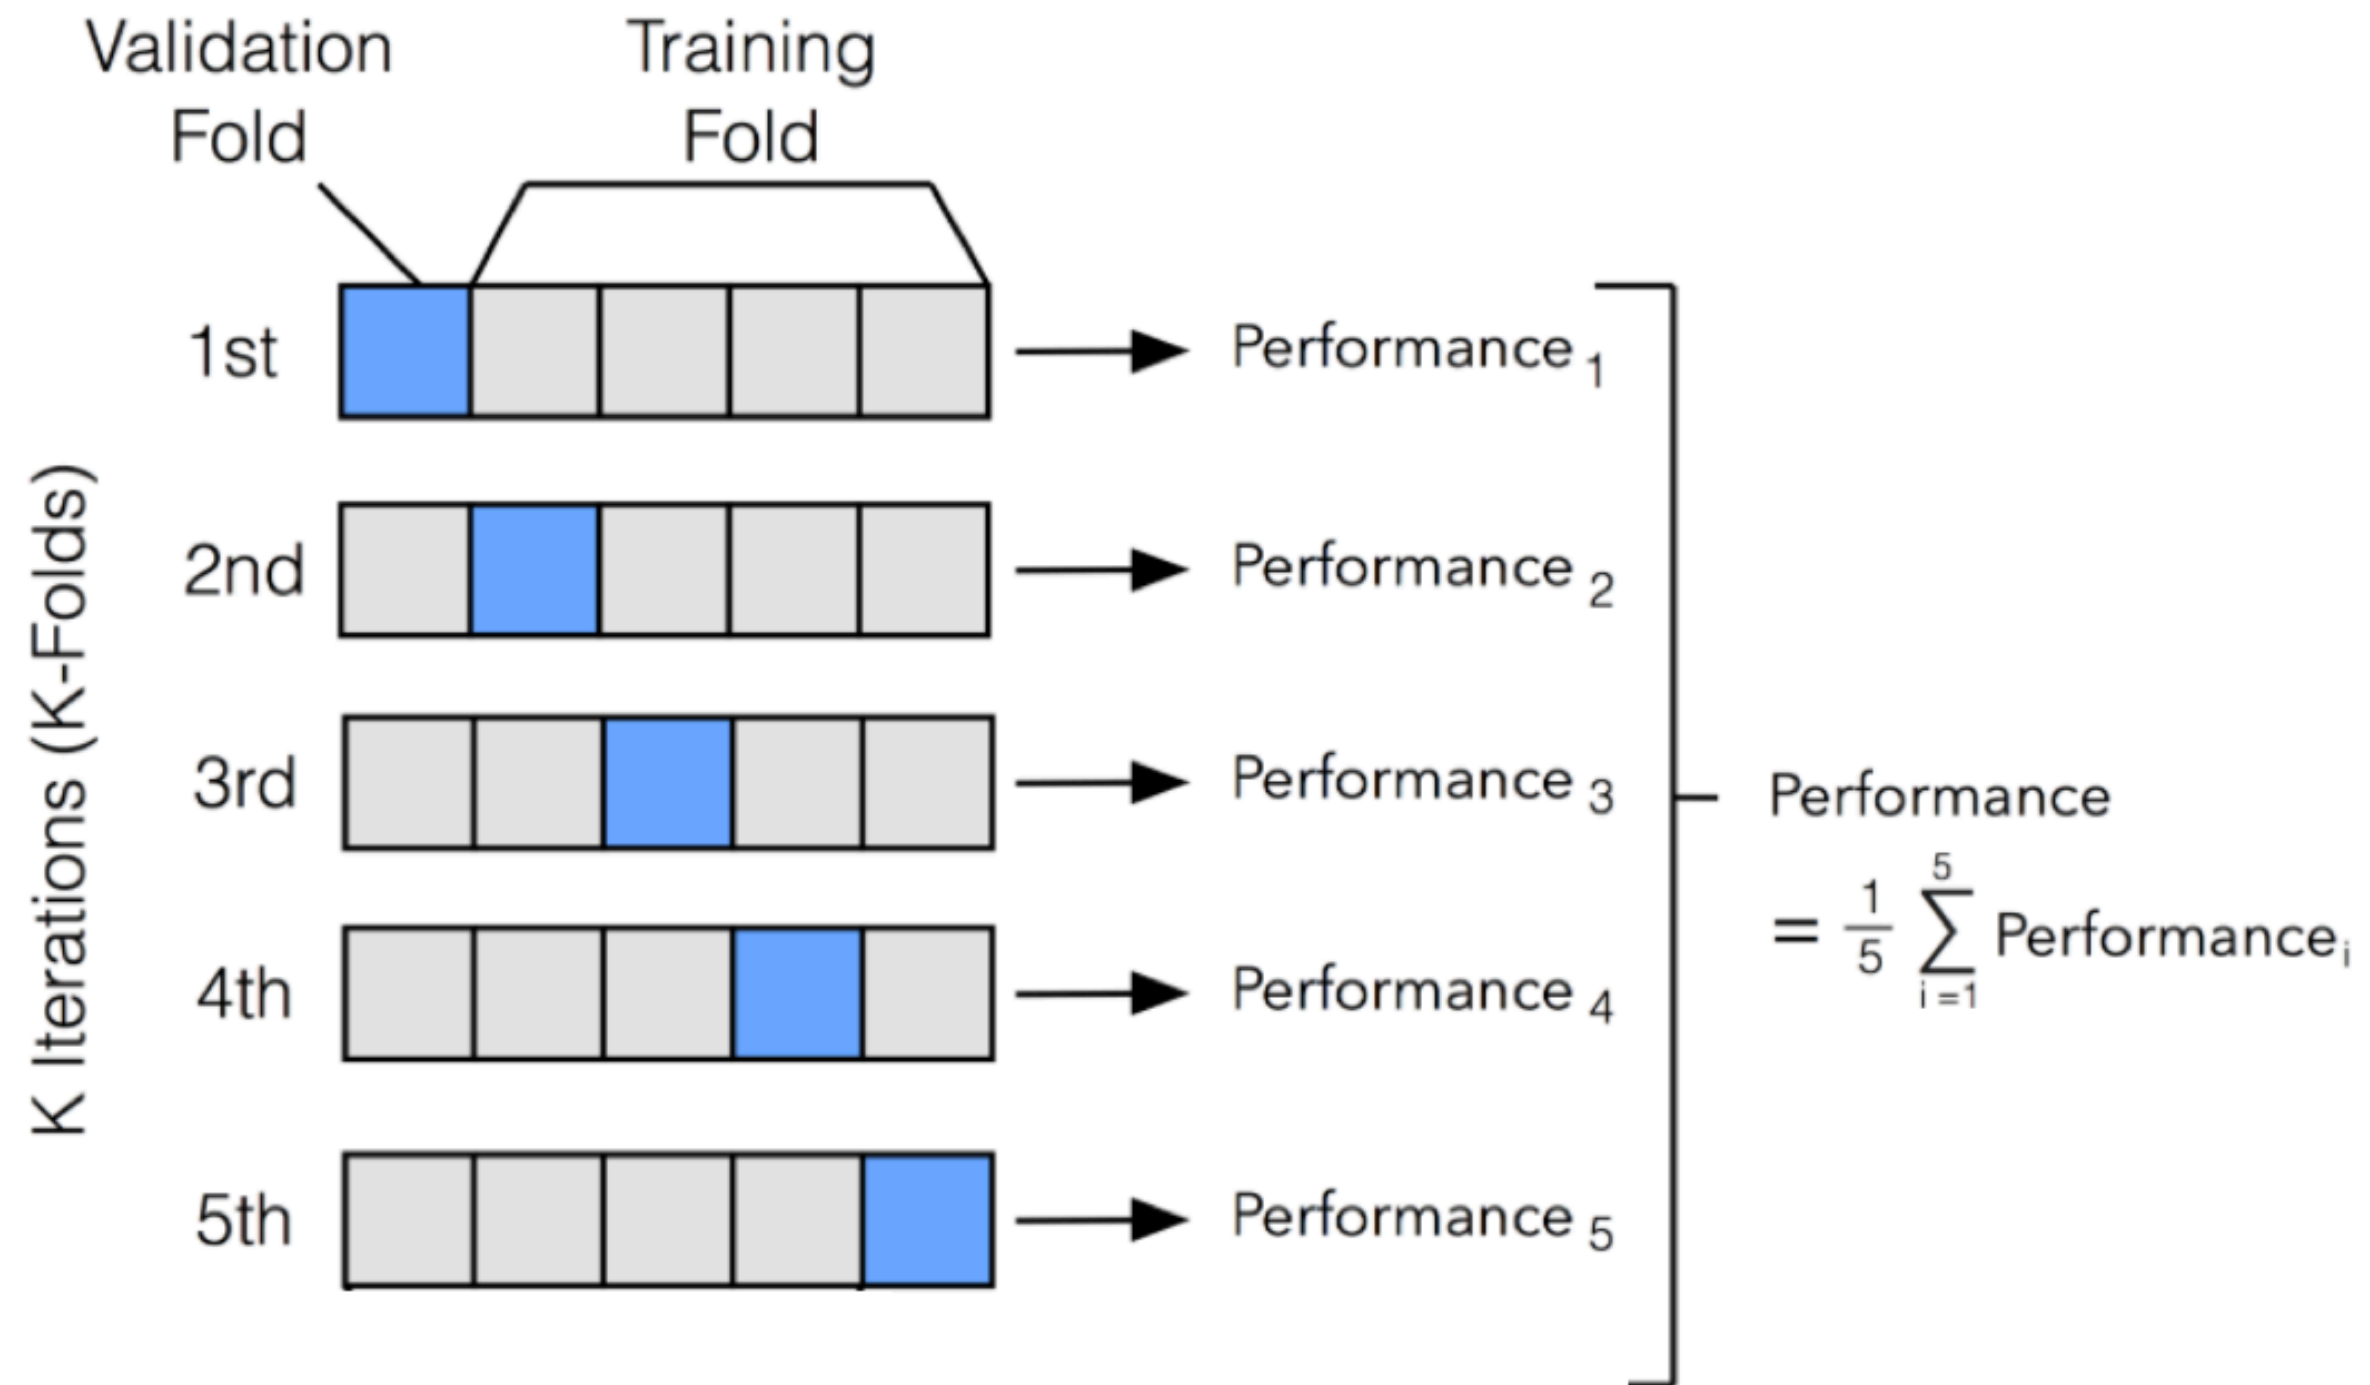 Validation
Fold
Training
Fold
K Iterations (K-Folds)
1st
Performance 1
2nd
Performance 2
3rd
Performance 3
4th
Performance 4
5th
Performance 5
Performance
= 1/5 5 ∑ i =1 Performance i